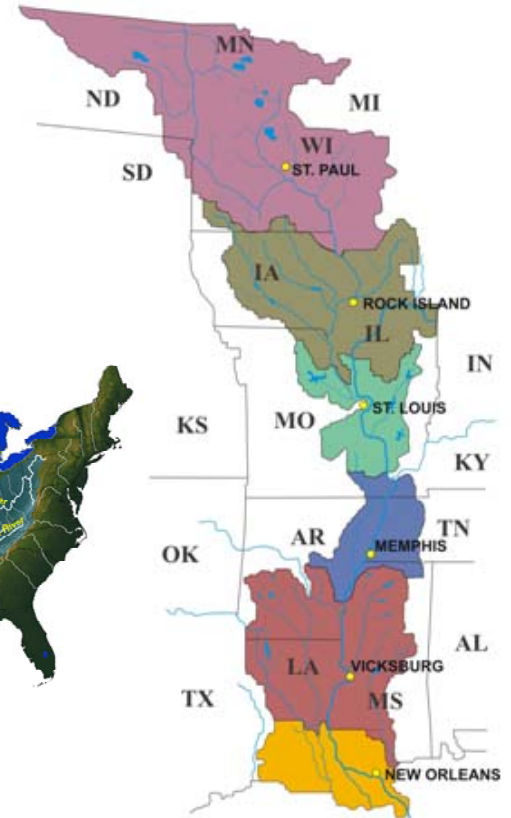 MN
ND
MI
WI
SD
ST. PAUL
IA
ROCK ISLAND
IL
IN
ST. LOUIS
MO
KS
KY
TN
AR
OK
MEMPHIS
AL
LA
VICKSBURG
TX
MS
NEW ORLEANS
River